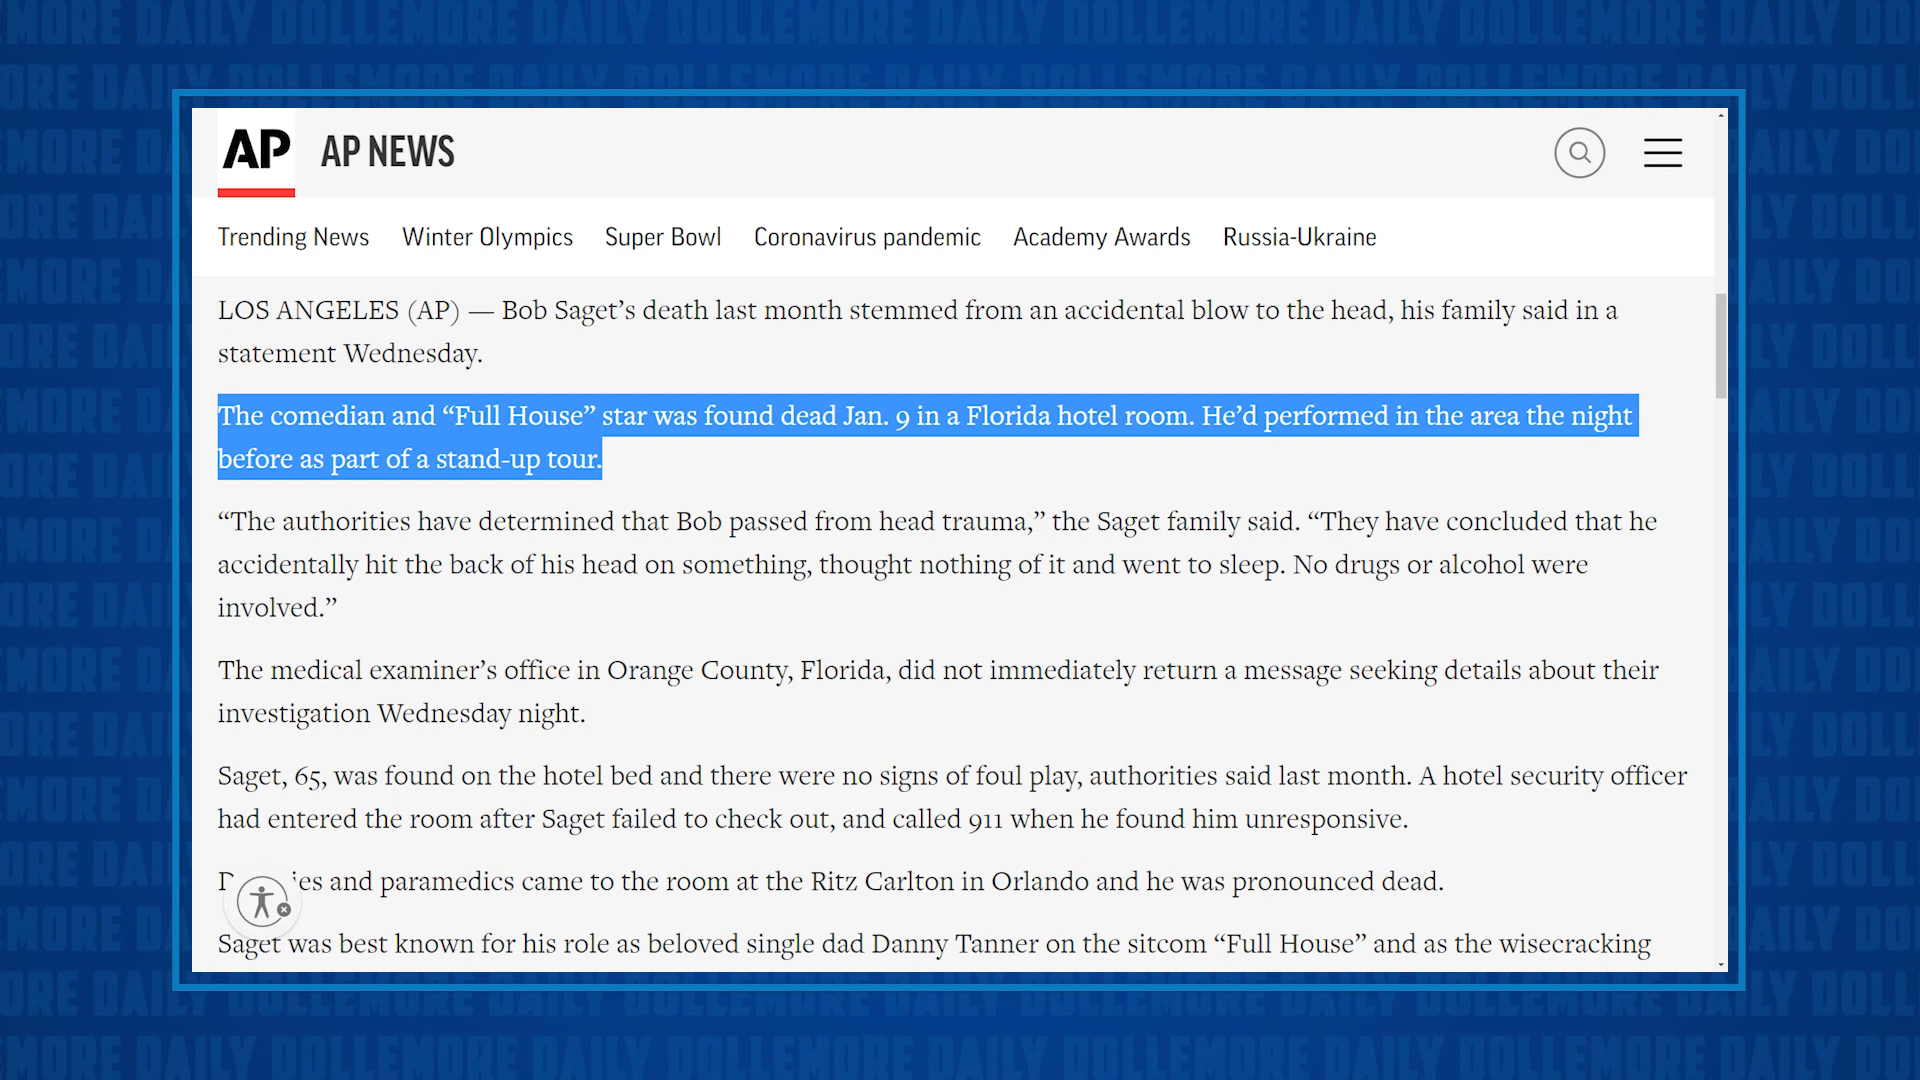 AP AP NEWS
Trending News Winter Olympics Super Bowl Coronavirus pandemic Academy Awards Russia-Ukraine
LOS ANGELES (AP) — Bob Saget’s death last month stemmed from an accidental blow to the head, his family said in a
statement Wednesday.
The comedian and “Full House” star was found dead Jan. 9 in a Florida hotel room. He’d performed in the area the night
before as part of a stand-up tour.
“The authorities have determined that Bob passed from head trauma,” the Saget family said. “They have concluded that he
accidentally hit the back of his head on something, thought nothing of it and went to sleep. No drugs or alcohol were
involved.”
The medical examiner’s office in Orange County, Florida, did not immediately return a message seeking details about their
investigation Wednesday night.
Saget, 65, was found on the hotel bed and there were no signs of foul play, authorities said last month. A hotel security officer
had entered the room after Saget failed to check out, and called 911 when he found him unresponsive.
and paramedics came to the room at the Ritz Carlton in Orlando and he was pronounced dead.
Saget was best known for his role as beloved single dad Danny Tanner on the sitcom “Full House” and as the wisecracking